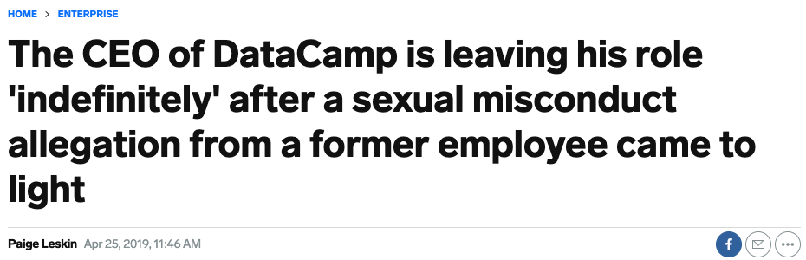 HOME > ENTERPRISE
The CEO of DataCamp is leaving his role
'indefinitely' after a sexual misconduct
allegation from a former employee came to
light
Paige Leskin Apr 25, 2019, 11:46 AM